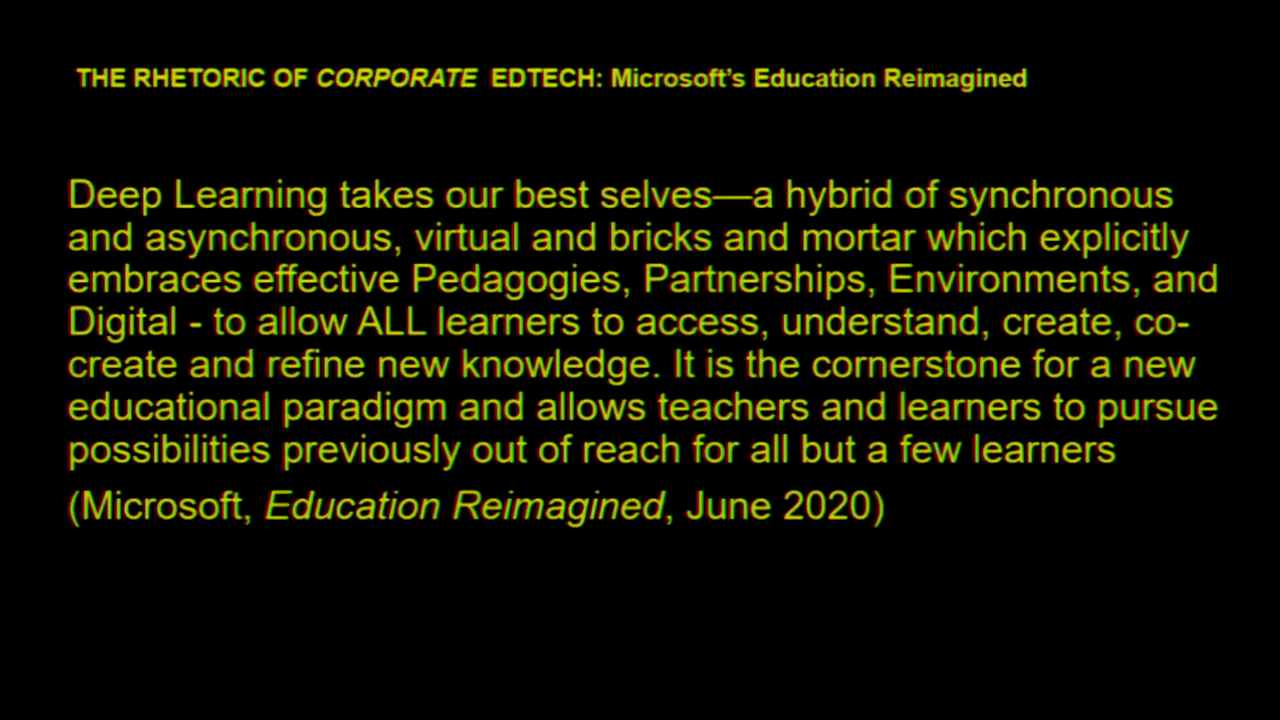 THE RHETORIC OF CORPORATE EDTECH: Microsoft's Education Reimagined
Deep Learning takes our best selves—a hybrid of synchronous
and asynchronous, virtual and bricks and mortar which explicitly
embraces effective Pedagogies, Partnerships, Environments, and
Digital - to allow ALL learners to access, understand, create, co-
create and refine new knowledge. It is the cornerstone for a new
educational paradigm and allows teachers and learners to pursue
possibilities previously out of reach for all but a few learners
(Microsoft, Education Reimagined, June 2020)